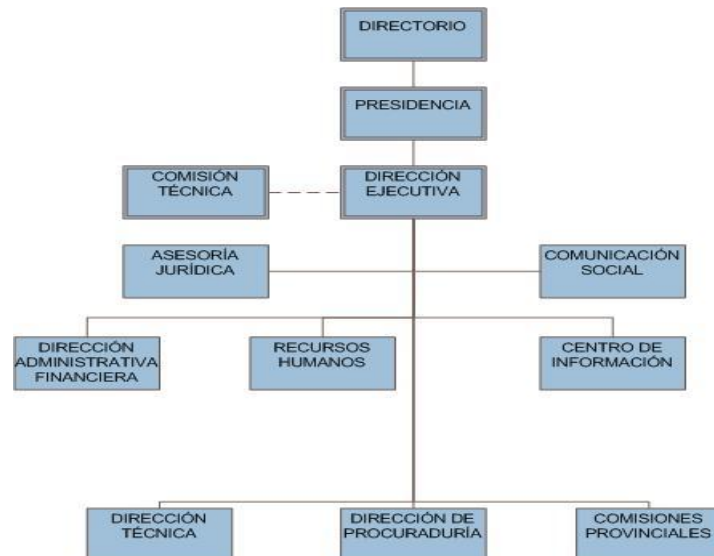 DIRECTORIO
PRESIDENCIA
COMISIÓN
TÉCNICA
DIRECCIÓN
EJECUTIVA
ASESORÍA
JURÍDICA
COMUNICACIÓN
SOCIAL
DIRECCIÓN
ADMINISTRATIVA
FINANCIERA
RECURSOS
HUMANOS
CENTRO DE
INFORMACIÓN
DIRECCIÓN
TÉCNICA
DIRECCIÓN DE
PROCURADURÍA
COMISIONES
PROVINCIALES